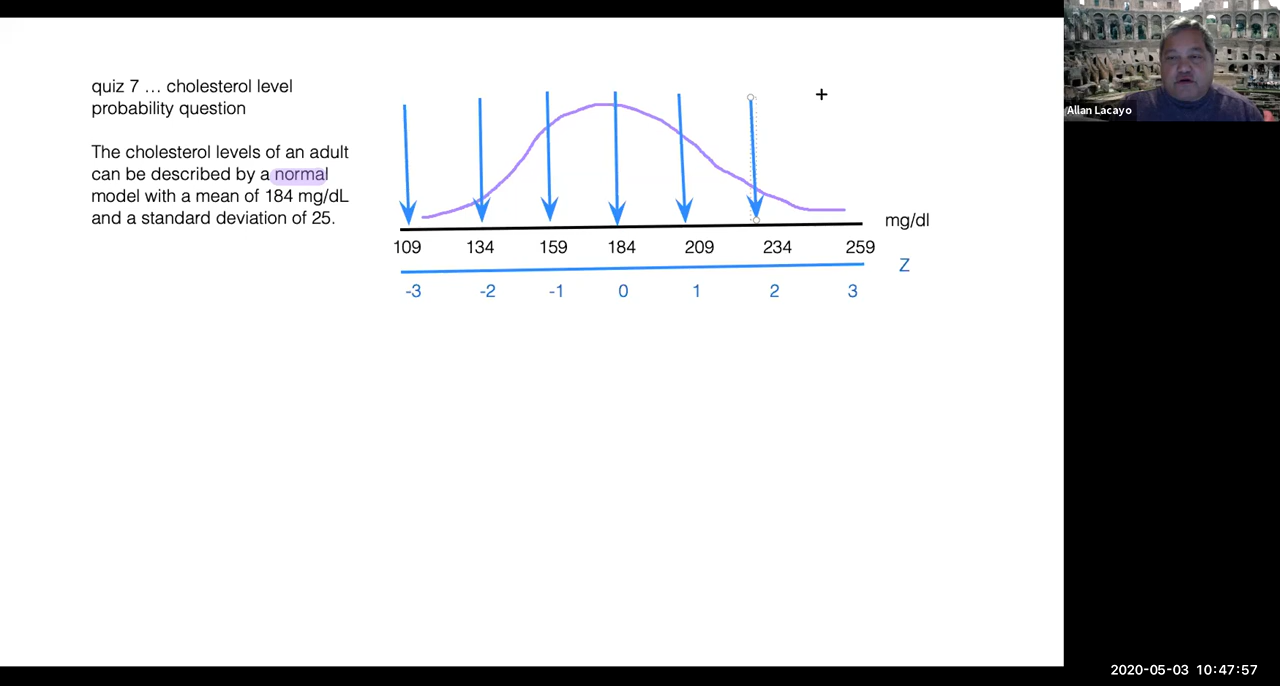 quiz 7 … cholesterol level
probability question
The cholesterol levels of an adult
can be described by a normal
model with a mean of 184 mg/dL
and a standard deviation of 25.
mg/dl
109 134 159 184 209 234 259
Z
-3 -2 -1 0 1 2 3
Allan Lacayo
2020-05-03 10:47:57